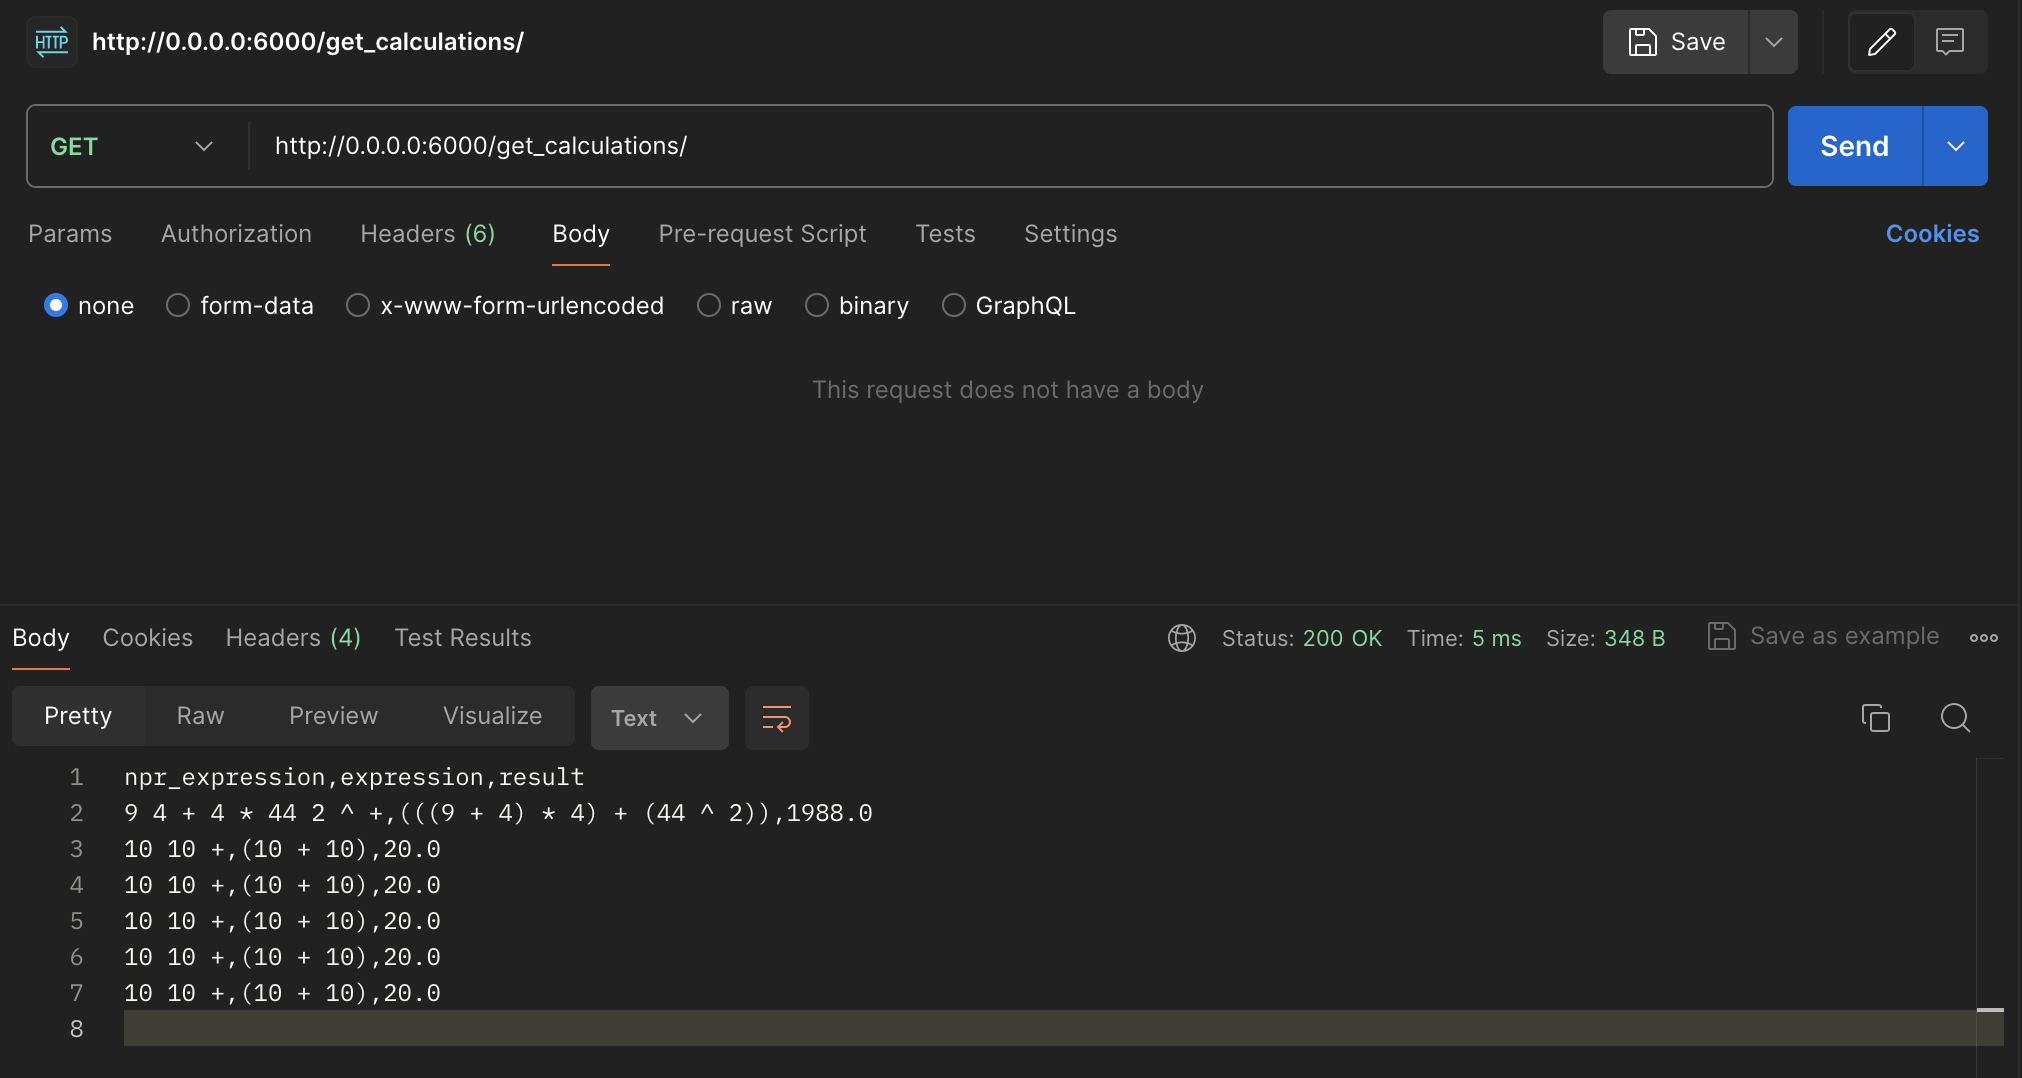 HTTP http://0.0.0.0:6000/get_calculations/ Save
GET http://0.0.0.0:6000/get_calculations/ Send
Params Authorization Headers (6) Body Pre-request Script Tests Settings Cookies
none form-data x-www-form-urlencoded raw binary GraphQL
This request does not have a body
Body Cookies Headers (4) Test Results Status: 200 OK Time: 5 ms Size: 348 B Save as example
Pretty Raw Preview Visualize Text
1 npr_expression,expression,result
2 9 4 + 4 * 44 2 ^ +,(((9 + 4) * 4) + (44 ^ 2)),1988.0
3 10 10 +,(10 + 10),20.0
4 10 10 +,(10 + 10),20.0
5 10 10 +,(10 + 10),20.0
6 10 10 +,(10 + 10),20.0
7 10 10 +,(10 + 10),20.0
8